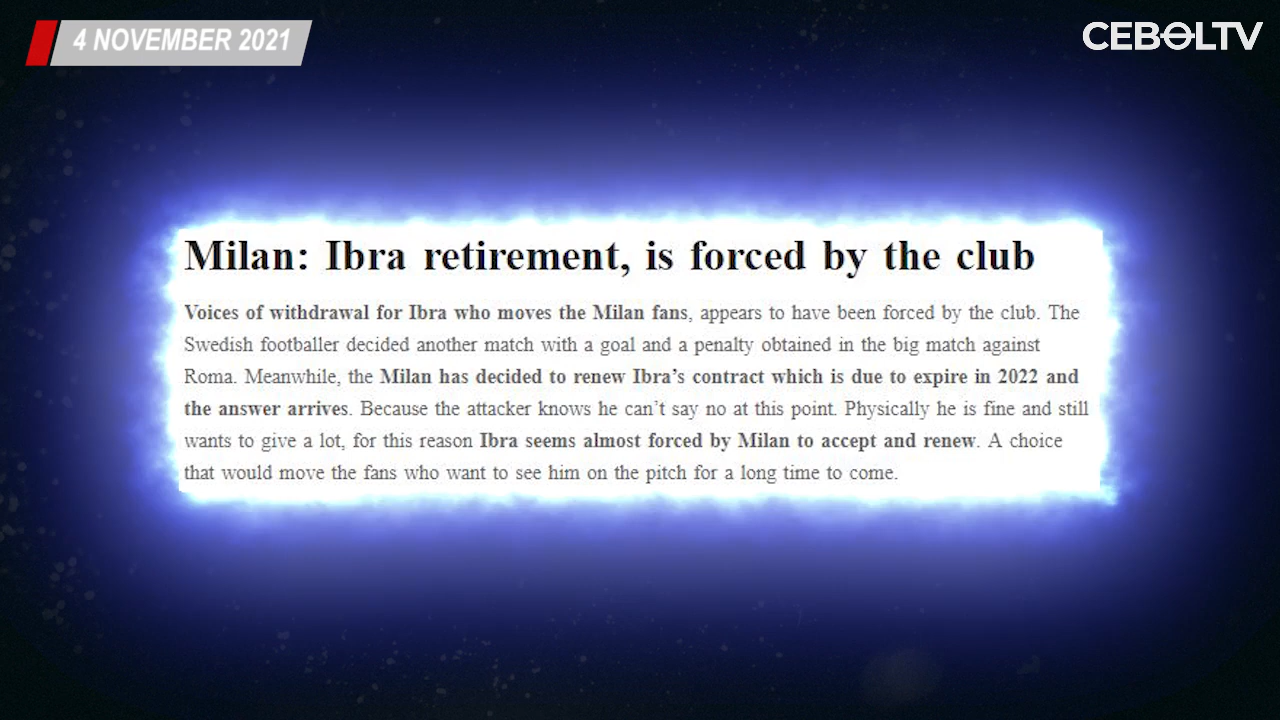 4 NOVEMBER 2021
CEBOLTV
Milan: Ibra retirement, is forced by the club
Voices of withdrawal for Ibra who moves the Milan fans, appears to have been forced by the club. The
Swedish footballer decided another match with a goal and a penalty obtained in the big match against
Roma. Meanwhile, the Milan has decided to renew Ibra’s contract which is due to expire in 2022 and
the answer arrives. Because the attacker knows he can’t say no at this point. Physically he is fine and still
wants to give a lot, for this reason Ibra seems almost forced by Milan to accept and renew. A choice
that would move the fans who want to see him on the pitch for a long time to come.